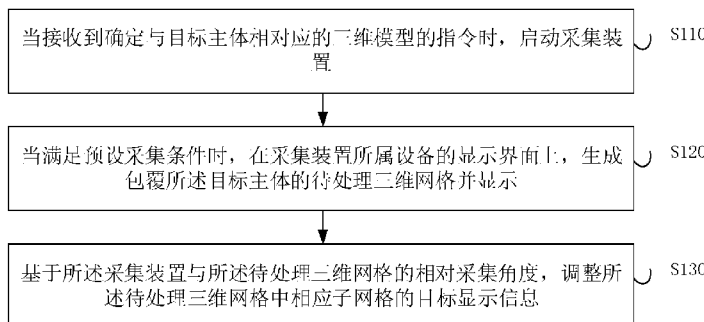 当接收到确定与目标主体相对应的三维模型的指令时，启动采集装
置
S110
当满足预设采集条件时，在采集装置所属设备的显示界面上，生成
包覆所述目标主体的待处理三维网格并显示
S120
基于所述采集装置与所述待处理三维网格的相对采集角度，调整所
述待处理三维网格中相应子网格的目标显示信息
S130